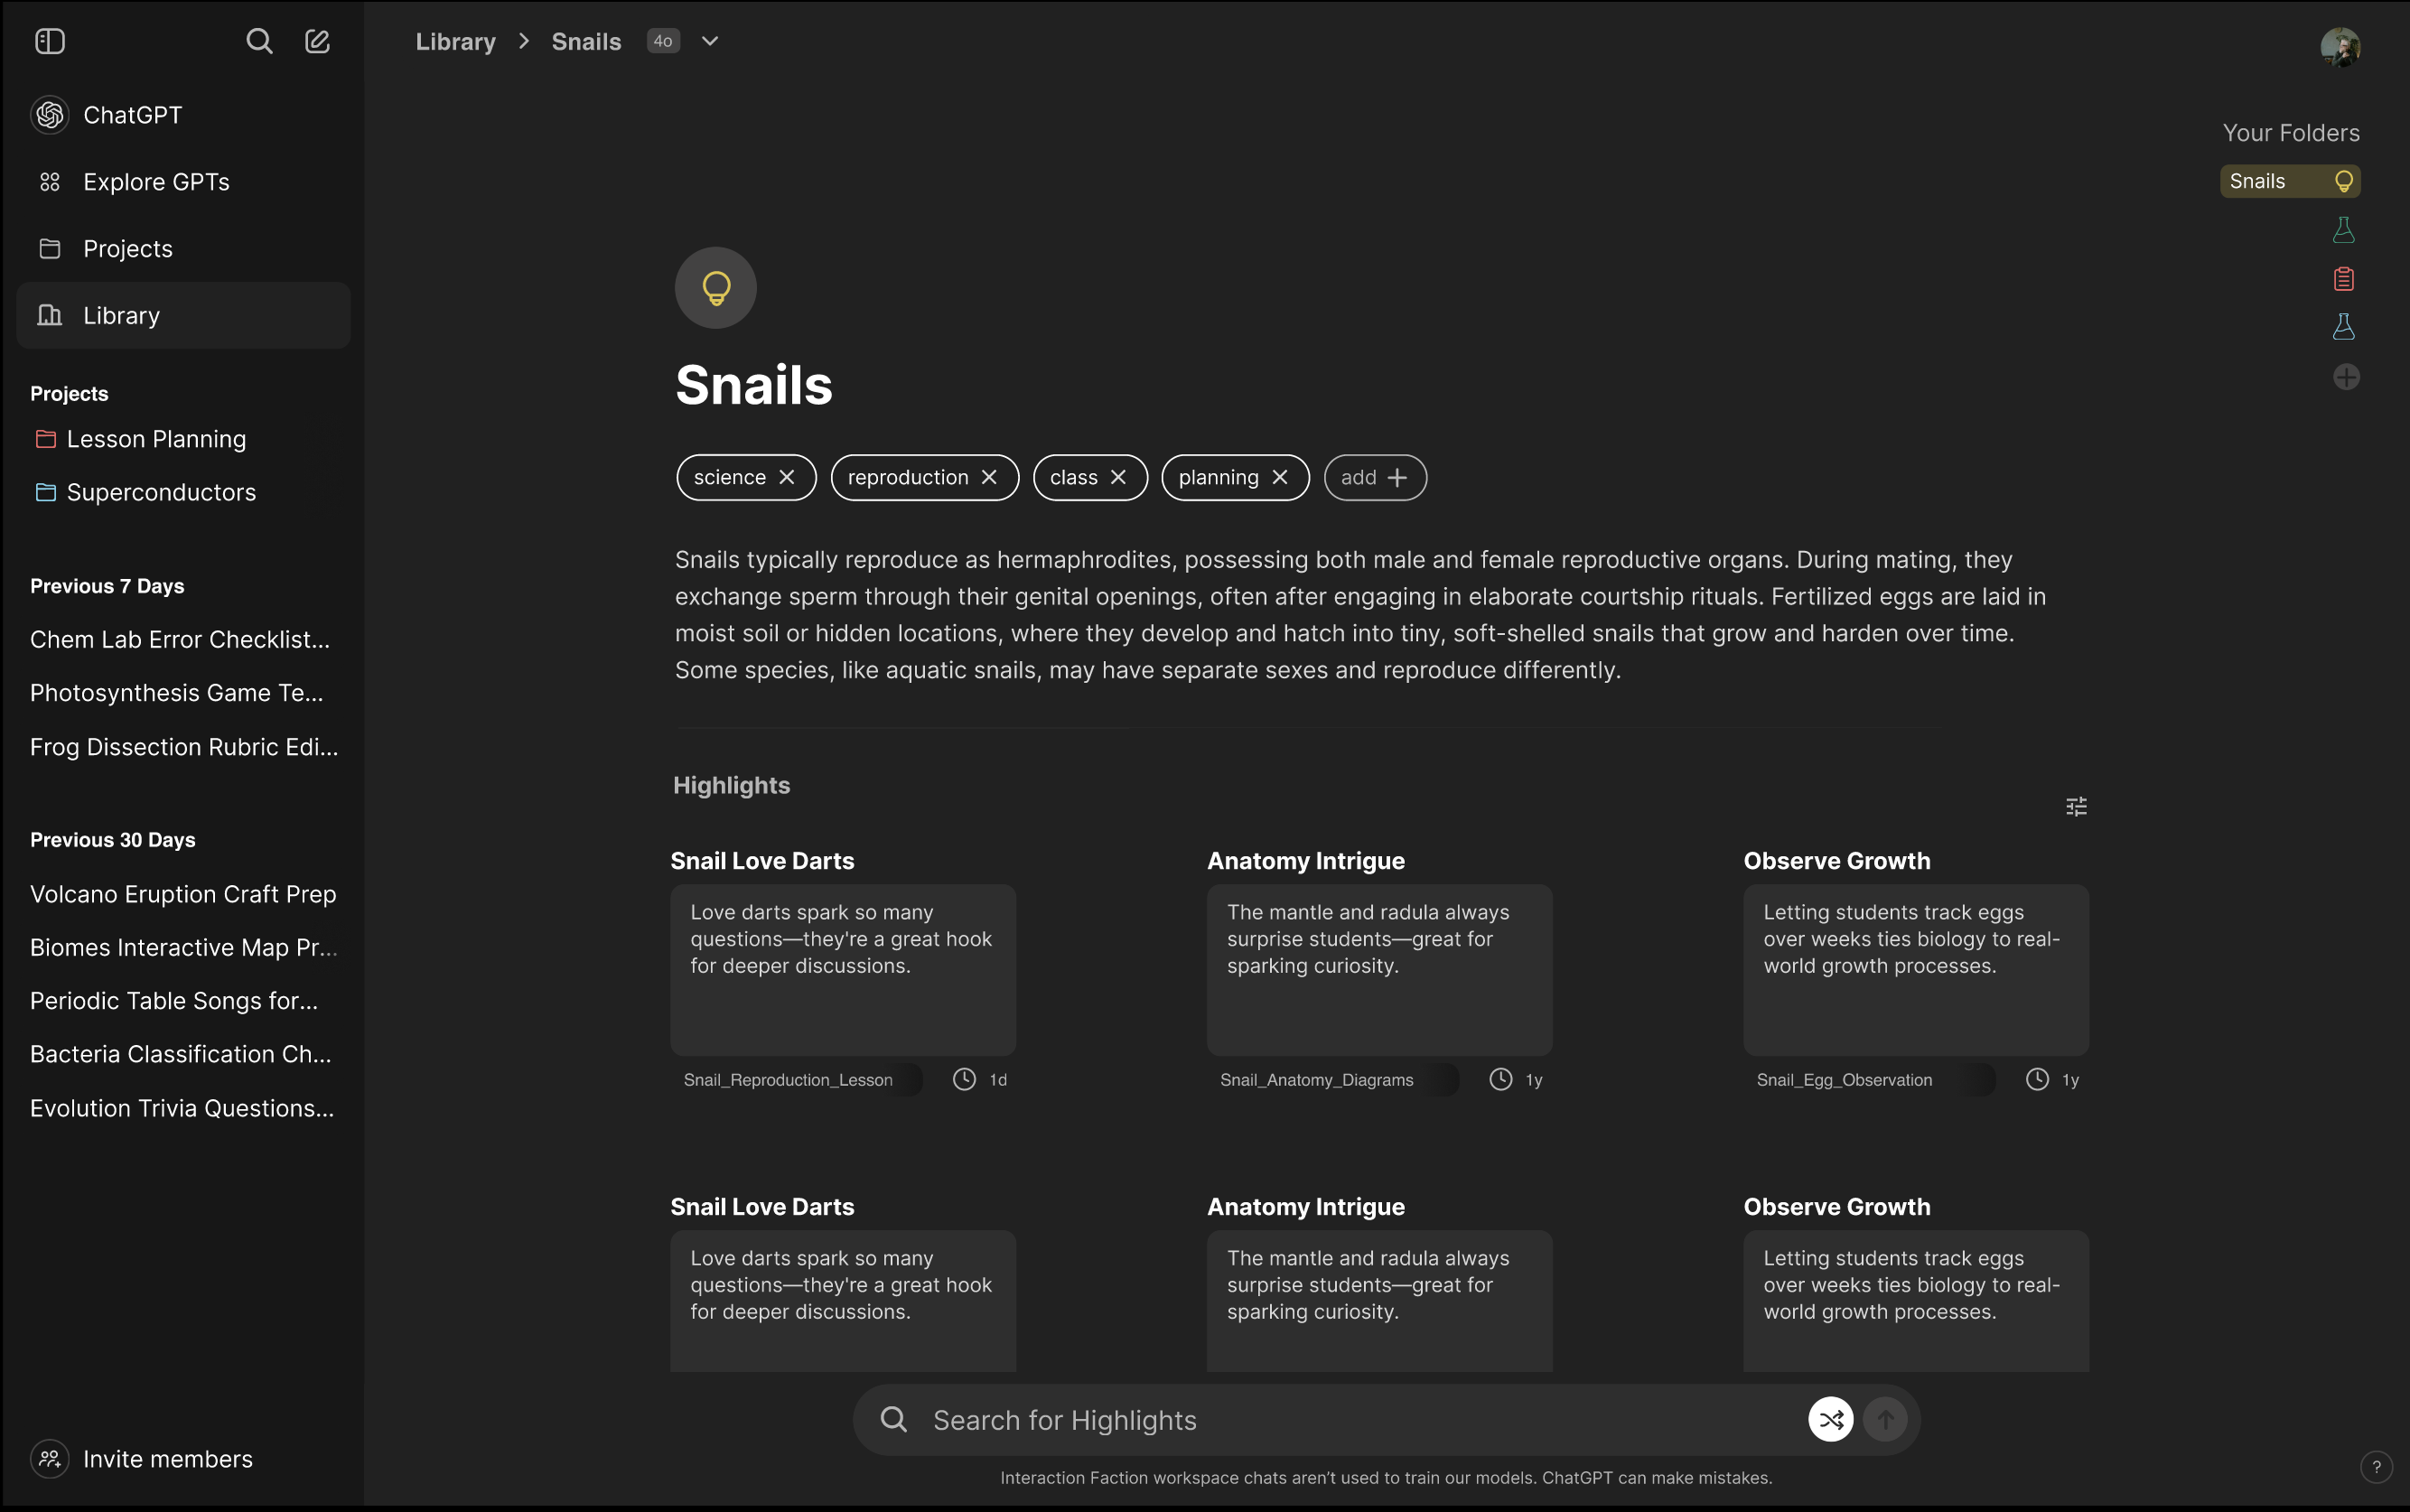 Library
Snails
4o
ChatGPT
Explore GPTs
Projects
Library
Projects
Lesson Planning
Superconductors
Previous 7 Days
Chem Lab Error Checklist...
Photosynthesis Game Te...
Frog Dissection Rubric Edi...
Previous 30 Days
Volcano Eruption Craft Prep
Biomes Interactive Map Pr...
Periodic Table Songs for...
Bacteria Classification Ch...
Evolution Trivia Questions...
Invite members
Your Folders
Snails
Snails
science
reproduction
class
planning
add
Snails typically reproduce as hermaphrodites, possessing both male and female reproductive organs. During mating, they
exchange sperm through their genital openings, often after engaging in elaborate courtship rituals. Fertilized eggs are laid in
moist soil or hidden locations, where they develop and hatch into tiny, soft-shelled snails that grow and harden over time.
Some species, like aquatic snails, may have separate sexes and reproduce differently.
Highlights
Snail Love Darts
Love darts spark so many
questions—they're a great hook
for deeper discussions.
Snail_Reproduction_Lesson
1d
Anatomy Intrigue
The mantle and radula always
surprise students—great for
sparking curiosity.
Snail_Anatomy_Diagrams
1y
Observe Growth
Letting students track eggs
over weeks ties biology to real-
world growth processes.
Snail_Egg_Observation
1y
Snail Love Darts
Love darts spark so many
questions—they're a great hook
for deeper discussions.
Anatomy Intrigue
The mantle and radula always
surprise students—great for
sparking curiosity.
Observe Growth
Letting students track eggs
over weeks ties biology to real-
world growth processes.
Search for Highlights
Interaction Faction workspace chats aren’t used to train our models. ChatGPT can make mistakes.
?